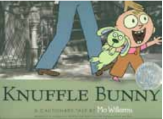 KNUFFLE BUNNY
A CAUTIONARY TALE BY Mo Willems